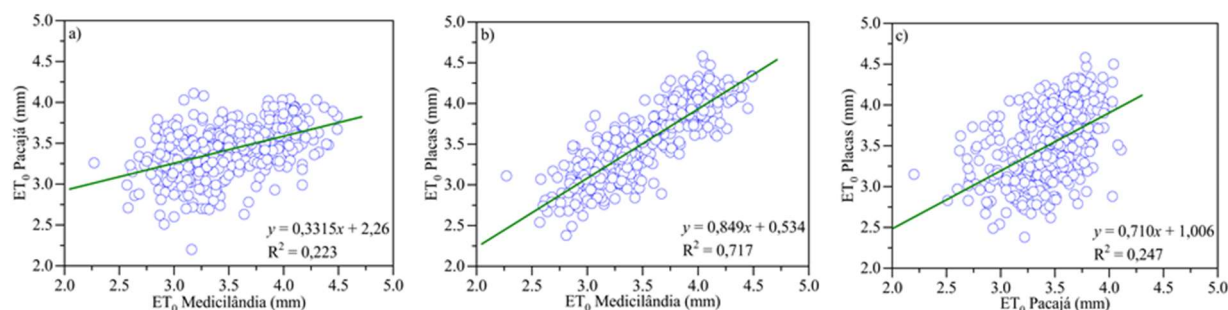 a)
5.0
4.5
4.0
3.5
3.0
2.5
2.0
ET₀ Pacajá (mm)
y = 0,3315x + 2,26
R² = 0,223
2.0 2.5 3.0 3.5 4.0 4.5 5.0
ET₀ Medicilândia (mm)
b)
5.0
4.5
4.0
3.5
3.0
2.5
2.0
ET₀ Placas (mm)
y = 0,849x + 0,534
R² = 0,717
2.0 2.5 3.0 3.5 4.0 4.5 5.0
ET₀ Medicilândia (mm)
c)
5.0
4.5
4.0
3.5
3.0
2.5
2.0
ET₀ Placas (mm)
y = 0,710x + 1,006
R² = 0,247
2.0 2.5 3.0 3.5 4.0 4.5 5.0
ET₀ Pacajá (mm)